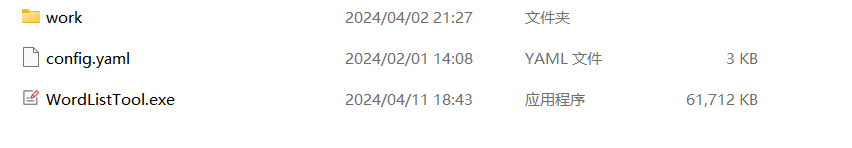 work 2024/04/02 21:27 文件夹
config.yaml 2024/02/01 14:08 YAML 文件 3 KB
WordListTool.exe 2024/04/11 18:43 应用程序 61,712 KB